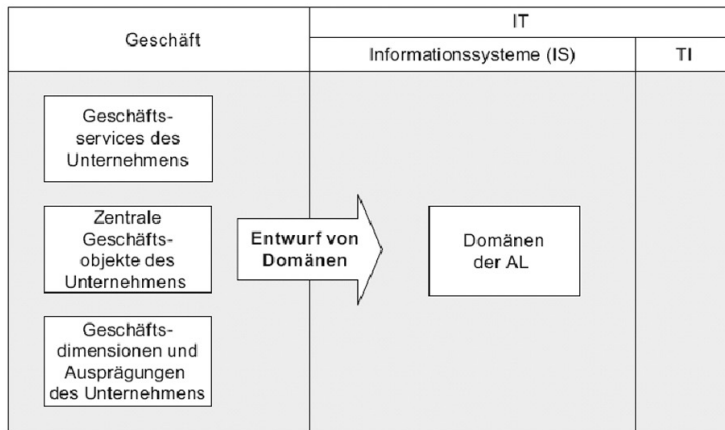 Geschäft
IT
Informationssysteme (IS)
TI
Geschäfts-
services des
Unternehmens
Zentrale
Geschäfts-
objekte des
Unternehmens
Entwurf von
Domänen
Domänen
der AL
Geschäfts-
dimensionen und
Ausprägungen
des Unternehmens